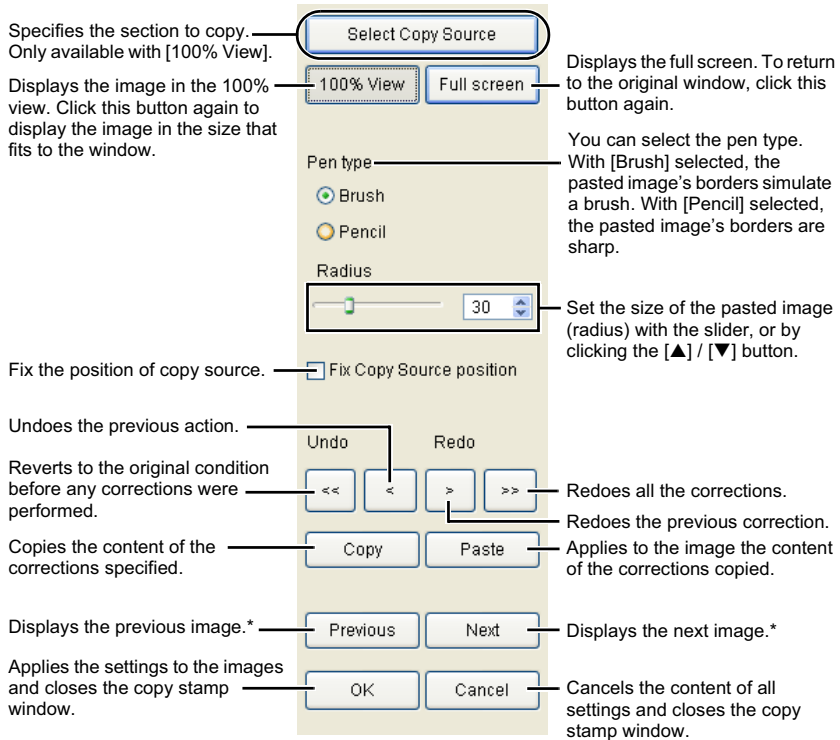 Specifies the section to copy.
Only available with [100% View].
Select Copy Source
Displays the image in the 100%
view. Click this button again to
display the image in the size that
fits to the window.
100% View
Full screen
Displays the full screen. To return
to the original window, click this
button again.
Pen type
You can select the pen type.
With [Brush] selected, the
pasted image's borders simulate
a brush. With [Pencil] selected,
the pasted image's borders are
sharp.
Brush
Pencil
Radius
30
Set the size of the pasted image
(radius) with the slider, or by
clicking the [▲] / [▼] button.
Fix the position of copy source.
Fix Copy Source position
Undoes the previous action.
Undo
Redo
Reverts to the original condition
before any corrections were
performed.
<<
<
>
>>
Redoes all the corrections.
Redoes the previous correction.
Copies the content of the
corrections specified.
Copy
Paste
Applies to the image the content
of the corrections copied.
Displays the previous image.*
Previous
Next
Displays the next image.*
Applies the settings to the images
and closes the copy stamp
window.
OK
Cancel
Cancels the content of all
settings and closes the copy
stamp window.